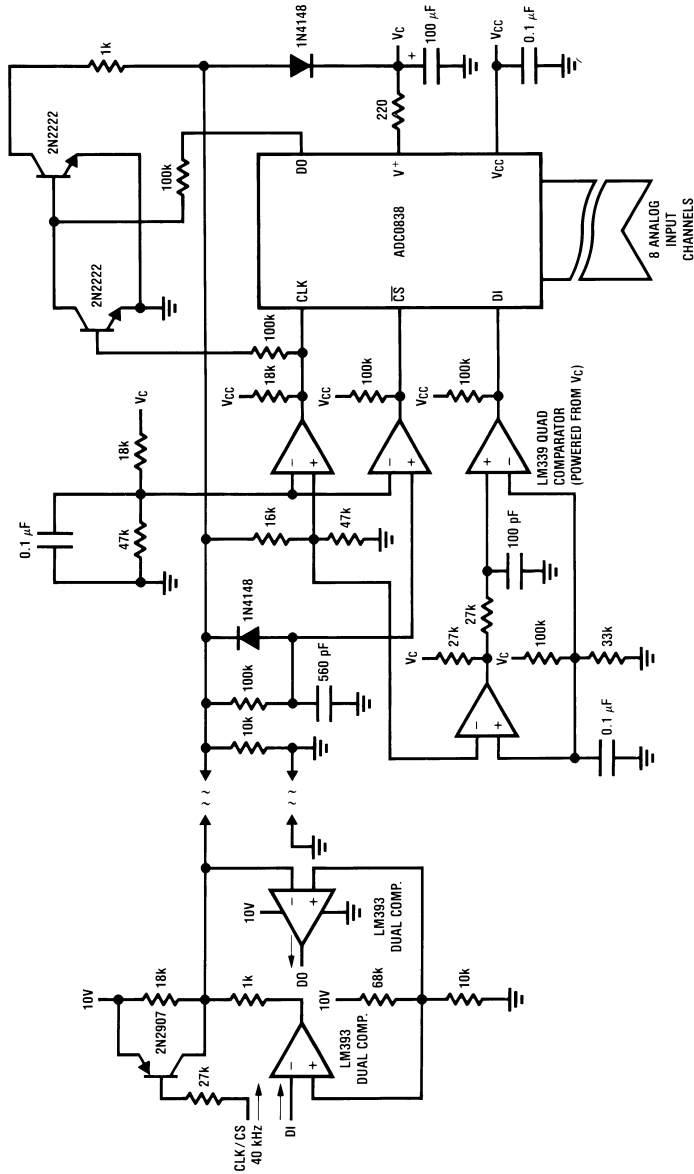 10V
2N2907
18k
27k
CLK/CS
40 kHz
DI
1k
LM393
DUAL COMP.
10V
68k
10k
10V
DO
−
+
−
+
LM393
DUAL COMP.
~
~
~
~
10k
100k
1N4148
560 pF
0.1 μF
47k
18k
VC
16k
47k
−
+
−
+
+
−
−
+
VC
27k
27k
100 pF
VC
100k
33k
0.1 μF
VCC
18k
100k
VCC
100k
VCC
100k
LM339 QUAD
COMPARATOR
(POWERED FROM VC)
2N2222
2N2222
100k
1k
CLK
CS
DI
ADC0838
DO
V+
VCC
1N4148
220
VC
+
100 μF
VCC
0.1 μF
8 ANALOG
INPUT
CHANNELS